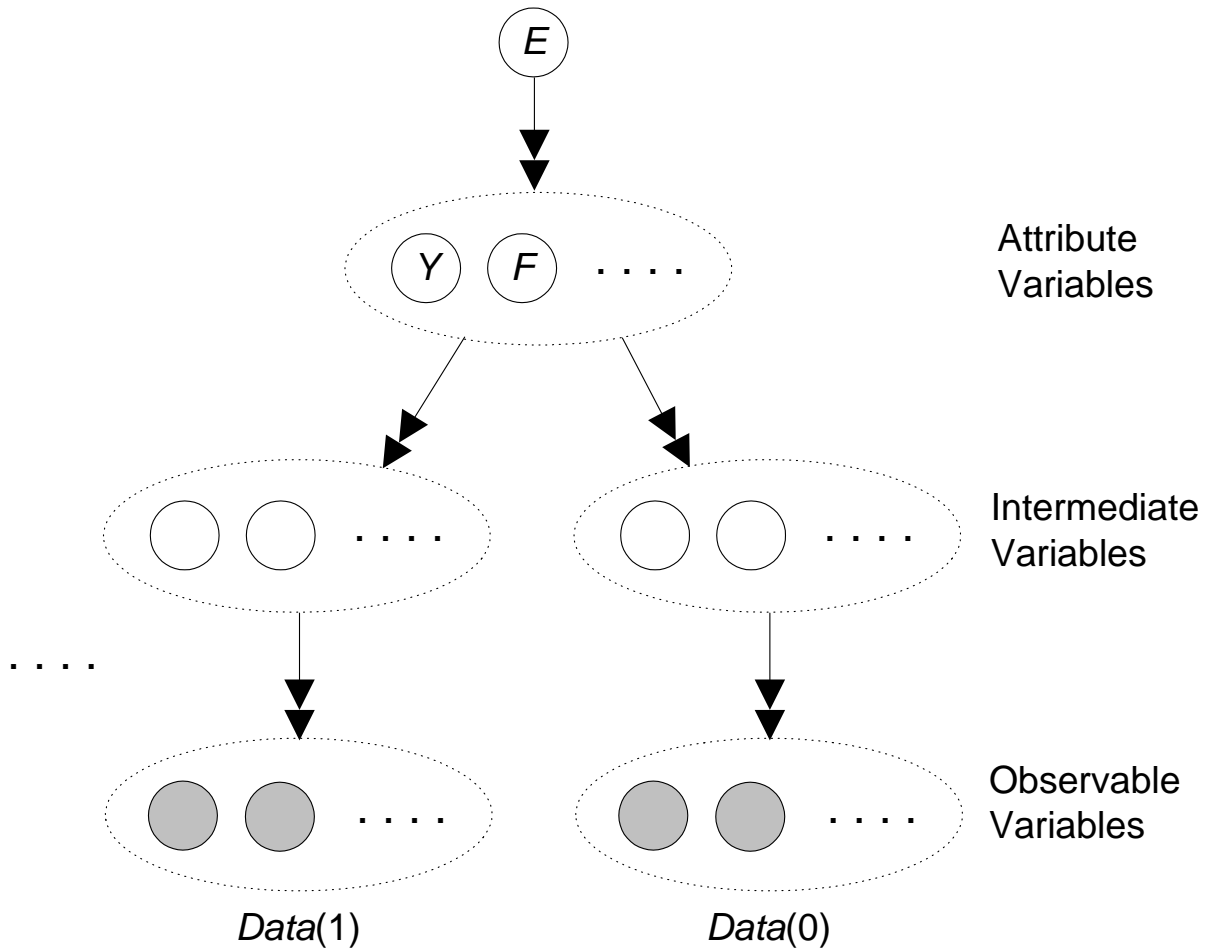 E
Y F . . . .
Attribute
Variables
. . . . . . . .
Intermediate
Variables
. . . .
. . . . . . . .
Observable
Variables
Data(1) Data(0)